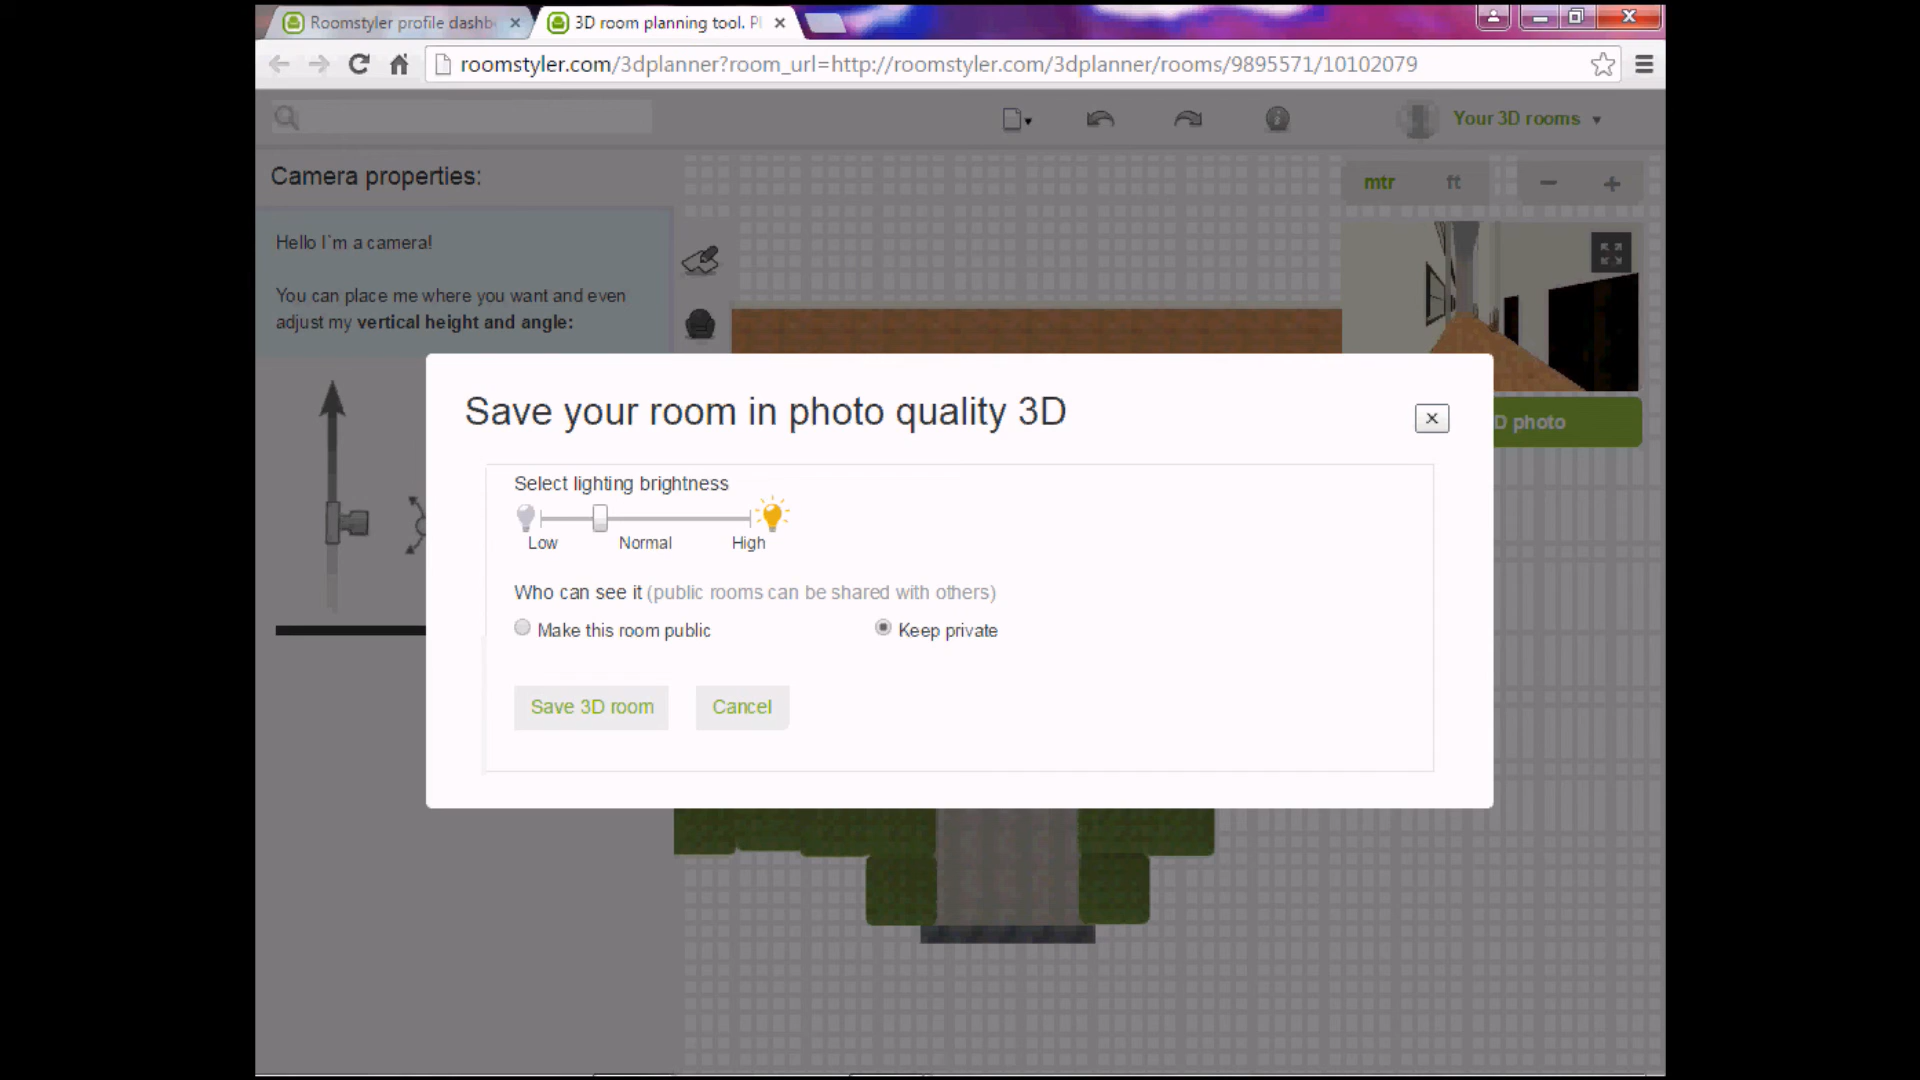 Roomstyler profile dashb
3D room planning tool. Pl
roomstyler.com/3dplanner?room_url=http://roomstyler.com/3dplanner/rooms/9895571/10102079
Your 3D rooms
Camera properties:
mtr ft
Hello I`m a camera!
You can place me where you want and even
adjust my vertical height and angle:
D photo
Save your room in photo quality 3D
Select lighting brightness
Low Normal High
Who can see it (public rooms can be shared with others)
Make this room public Keep private
Save 3D room Cancel